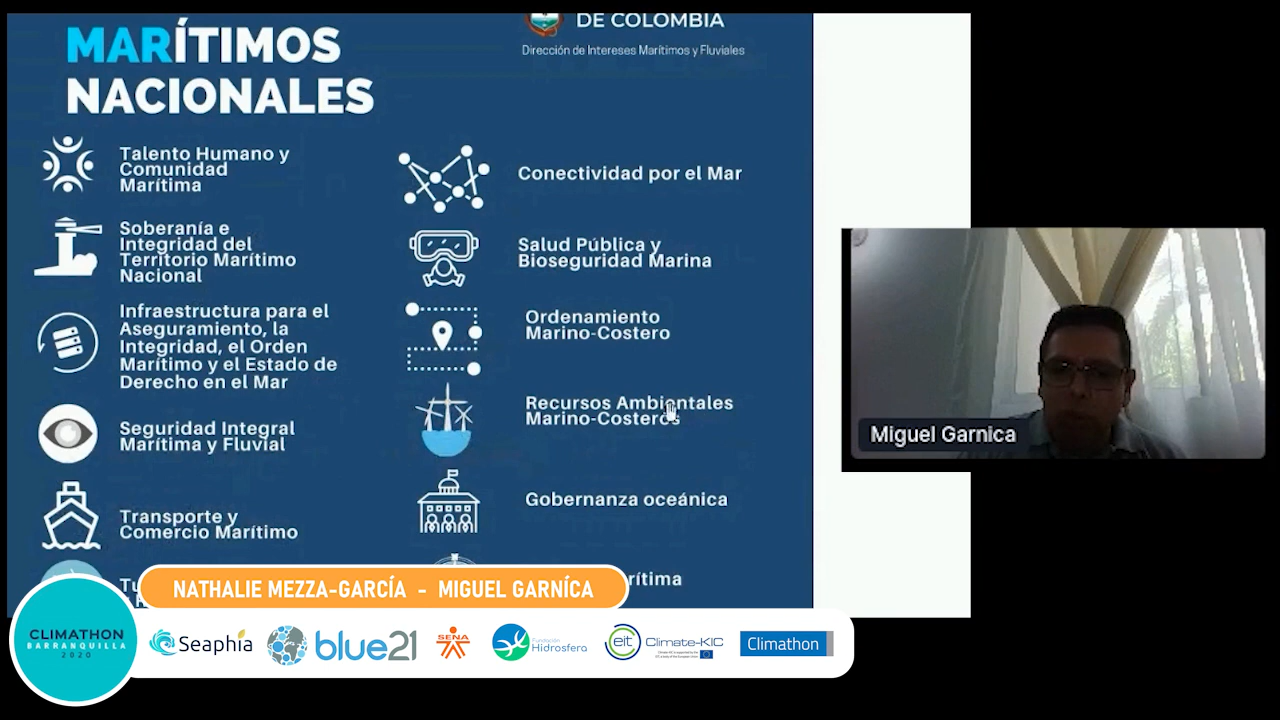 MARÍTIMOS
NACIONALES
DE COLOMBIA
Dirección de Intereses Marítimos y Fluviales
Talento Humano y
Comunidad
Marítima
Soberanía e
Integridad del
Territorio Marítimo
Nacional
Infraestructura para el
Aseguramiento, la
Integridad, el Orden
Marítimo y el Estado de
Derecho en el Mar
Seguridad Integral
Marítima y Fluvial
Transporte y
Comercio Marítimo
Conectividad por el Mar
Salud Pública y
Bioseguridad Marina
Ordenamiento
Marino-Costero
Recursos Ambientales
Marino-Costeros
Gobernanza oceánica
Miguel Garnica
NATHALIE MEZZA-GARCÍA - MIGUEL GARNÍCA
CLIMATHON
BARRANQUILLA
2020
Seaphia
blue21
SENA
Fundación
Hidrosfera
eit
Climate-KIC
Climathon